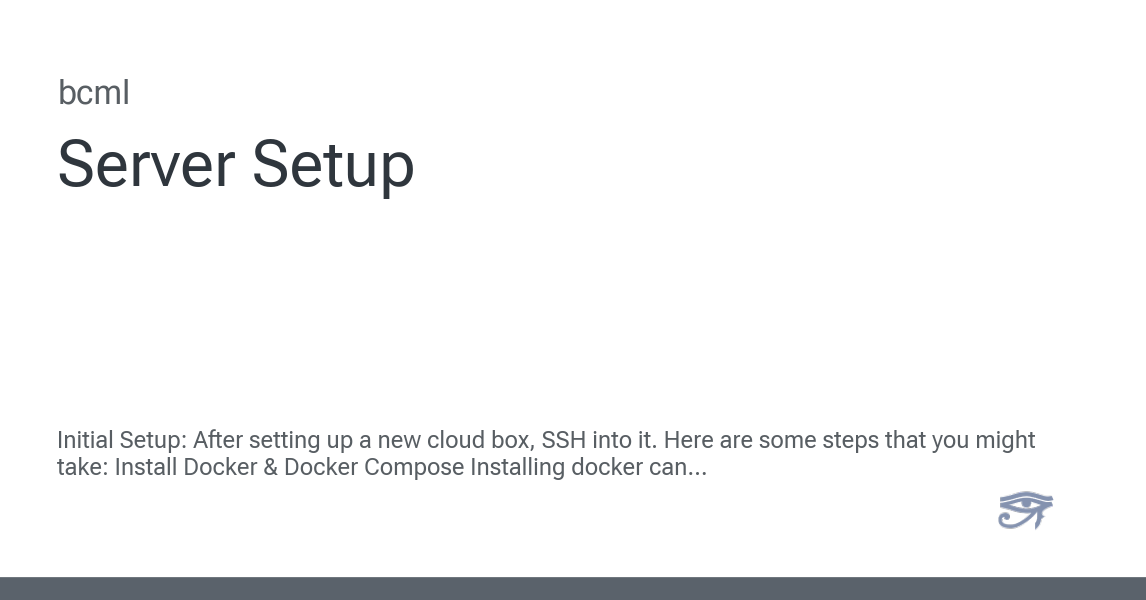 bcml
Server Setup
Initial Setup: After setting up a new cloud box, SSH into it. Here are some steps that you might
take: Install Docker & Docker Compose Installing docker can...